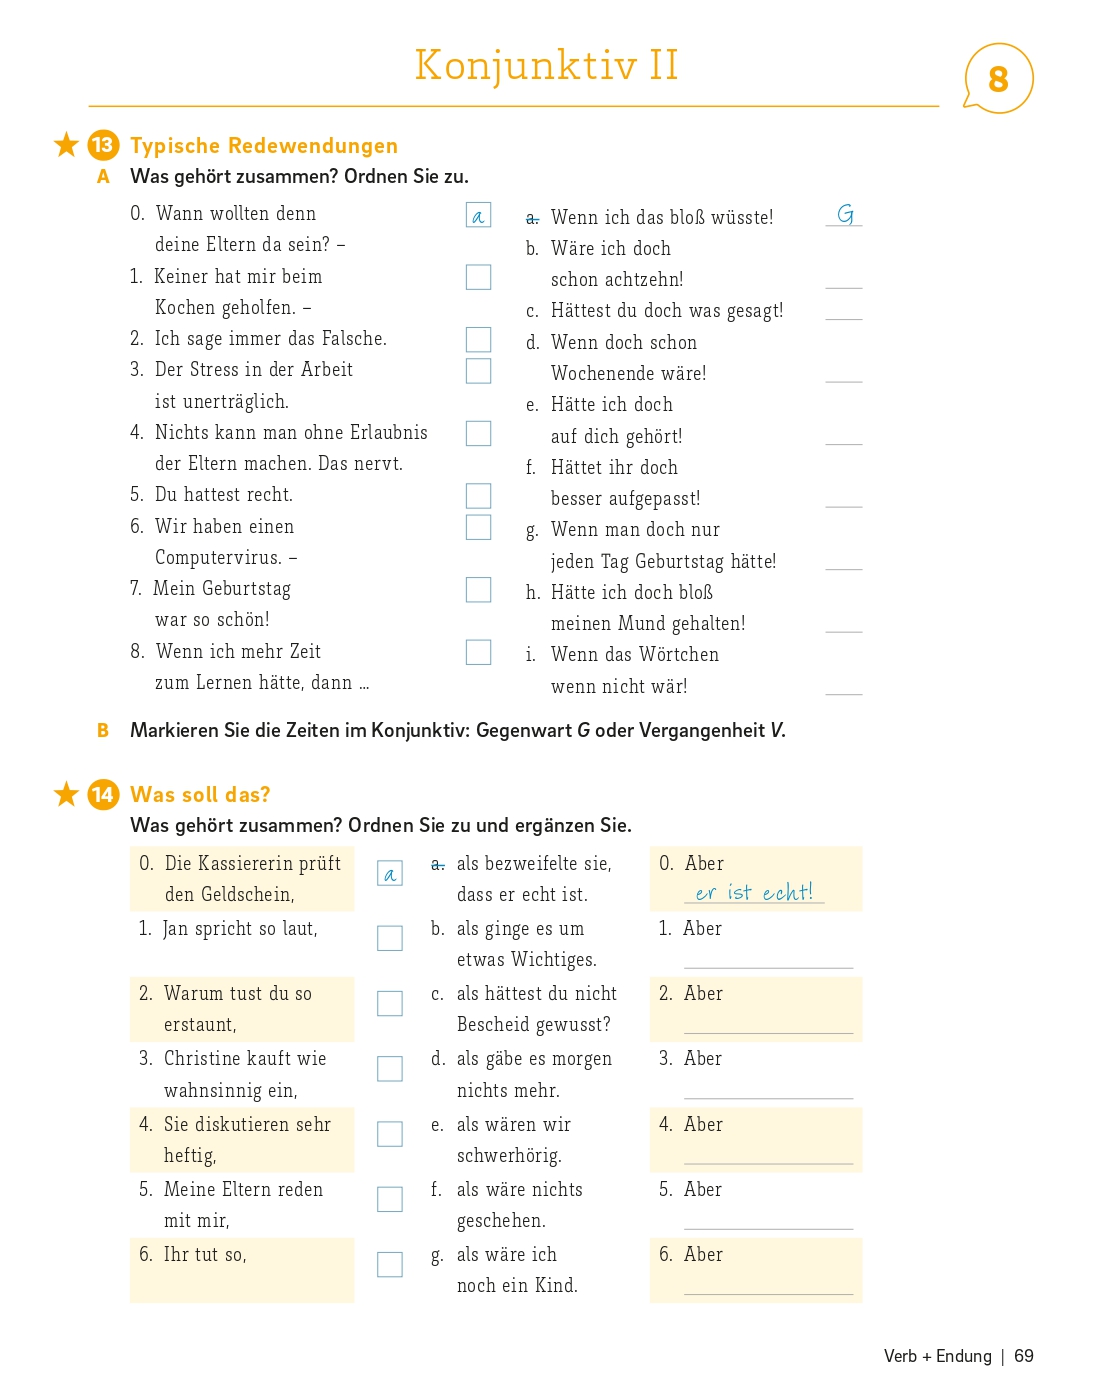 Konjunktiv II
8
13 Typische Redewendungen
A Was gehört zusammen? Ordnen Sie zu.
0. Wann wollten denn
deine Eltern da sein? –
a
1. Keiner hat mir beim
Kochen geholfen. –
2. Ich sage immer das Falsche.
3. Der Stress in der Arbeit
ist unerträglich.
4. Nichts kann man ohne Erlaubnis
der Eltern machen. Das nervt.
5. Du hattest recht.
6. Wir haben einen
Computervirus. –
7. Mein Geburtstag
war so schön!
8. Wenn ich mehr Zeit
zum Lernen hätte, dann ...
a. Wenn ich das bloß wüsste! G
b. Wäre ich doch
schon achtzehn!
c. Hättest du doch was gesagt!
d. Wenn doch schon
Wochenende wäre!
e. Hätte ich doch
auf dich gehört!
f. Hättet ihr doch
besser aufgepasst!
g. Wenn man doch nur
jeden Tag Geburtstag hätte!
h. Hätte ich doch bloß
meinen Mund gehalten!
i. Wenn das Wörtchen
wenn nicht wär!
B Markieren Sie die Zeiten im Konjunktiv: Gegenwart G oder Vergangenheit V.
14 Was soll das?
Was gehört zusammen? Ordnen Sie zu und ergänzen Sie.
0. Die Kassiererin prüft
den Geldschein,
a
1. Jan spricht so laut,
2. Warum tust du so
erstaunt,
3. Christine kauft wie
wahnsinnig ein,
4. Sie diskutieren sehr
heftig,
5. Meine Eltern reden
mit mir,
6. Ihr tut so,
a. als bezweifelte sie,
dass er echt ist.
b. als ginge es um
etwas Wichtiges.
c. als hättest du nicht
Bescheid gewusst?
d. als gäbe es morgen
nichts mehr.
e. als wären wir
schwerhörig.
f. als wäre nichts
geschehen.
g. als wäre ich
noch ein Kind.
0. Aber
er ist echt!
1. Aber
2. Aber
3. Aber
4. Aber
5. Aber
6. Aber
Verb + Endung | 69